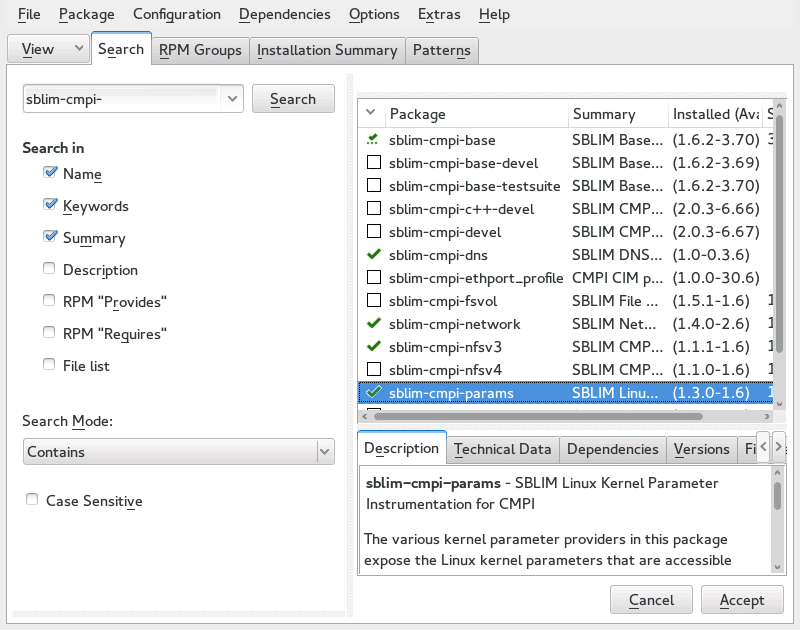 File Package Configuration Dependencies Options Extras Help
View Search RPM Groups Installation Summary Patterns
sblim-cmpi- Search
Search in
Name
Keywords
Summary
Description
RPM "Provides"
RPM "Requires"
File list
Search Mode:
Contains
Case Sensitive
Package Summary Installed (Ava S
sblim-cmpi-base SBLIM Base... (1.6.2-3.70) 3
sblim-cmpi-base-devel SBLIM Base... (1.6.2-3.69)
sblim-cmpi-base-testsuite SBLIM Base... (1.6.2-3.70)
sblim-cmpi-c++-devel SBLIM CMP... (2.0.3-6.66)
sblim-cmpi-devel SBLIM CMP... (2.0.3-6.67)
sblim-cmpi-dns SBLIM DNS... (1.0-0.3.6)
sblim-cmpi-ethport_profile CMPI CIM p... (1.0.0-30.6)
sblim-cmpi-fsvol SBLIM File ... (1.5.1-1.6) 1
sblim-cmpi-network SBLIM Net... (1.4.0-2.6) 1
sblim-cmpi-nfsv3 SBLIM CMP... (1.1.1-1.6) 1
sblim-cmpi-nfsv4 SBLIM CMP... (1.1.0-1.6) 1
sblim-cmpi-params SBLIM Linu... (1.3.0-1.6) 1
Description Technical Data Dependencies Versions Fi
sblim-cmpi-params - SBLIM Linux Kernel Parameter
Instrumentation for CMPI
The various kernel parameter providers in this package
expose the Linux kernel parameters that are accessible
Cancel Accept